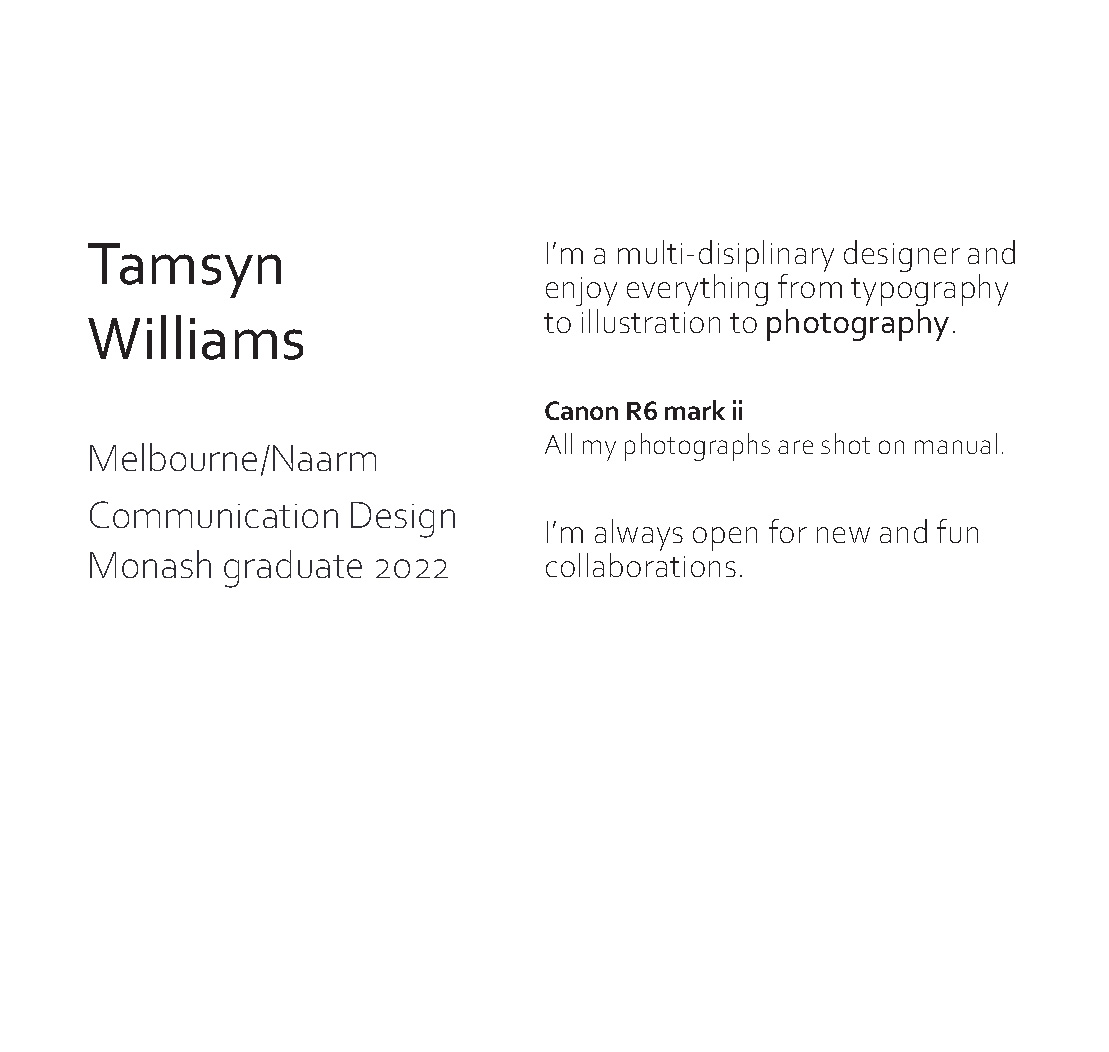 Tamsyn
Williams
Melbourne/Naarm
Communication Design
Monash graduate 2022
I'm a multi-disiplinary designer and
enjoy everything from typography
to illustration to photography.
Canon R6 mark ii
All my photographs are shot on manual.
I'm always open for new and fun
collaborations.